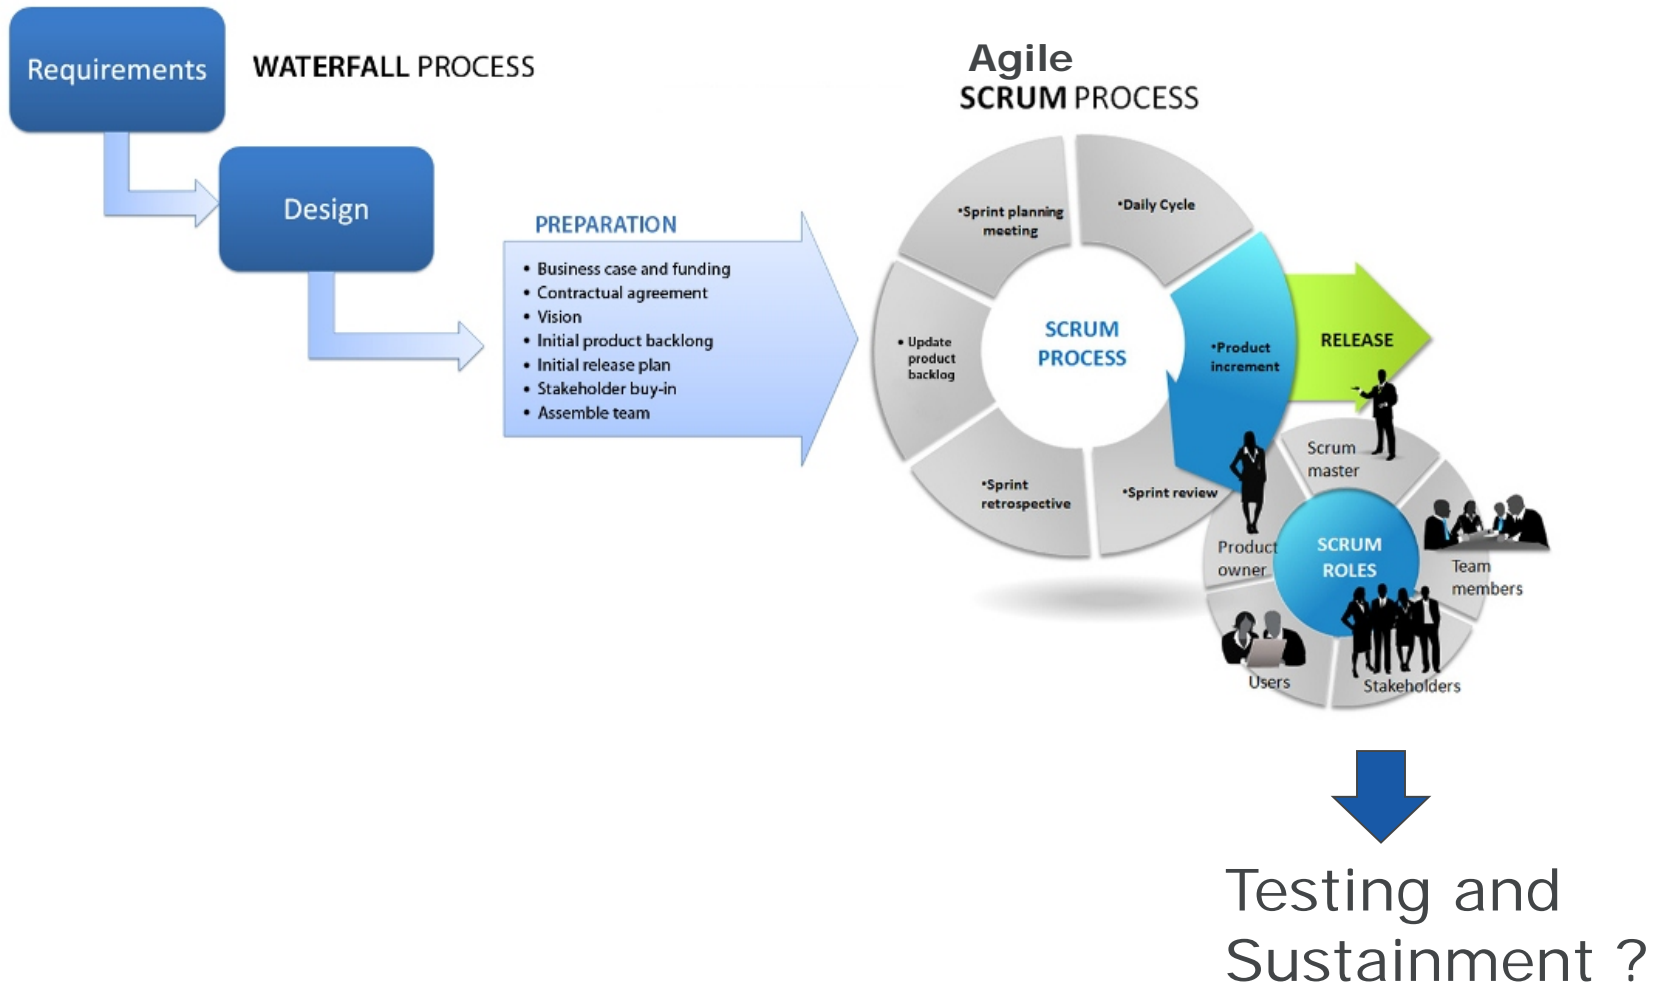 Requirements
WATERFALL PROCESS
Design
PREPARATION
• Business case and funding
• Contractual agreement
• Vision
• Initial product backlong
• Initial release plan
• Stakeholder buy-in
• Assemble team
Agile
SCRUM PROCESS
•Sprint planning
meeting
•Daily Cycle
• Update
product
backlog
SCRUM
PROCESS
•Product
increment
RELEASE
•Sprint
retrospective
•Sprint review
Scrum
master
Product
owner
SCRUM
ROLES
Team
members
Users
Stakeholders
Testing and
Sustainment ?